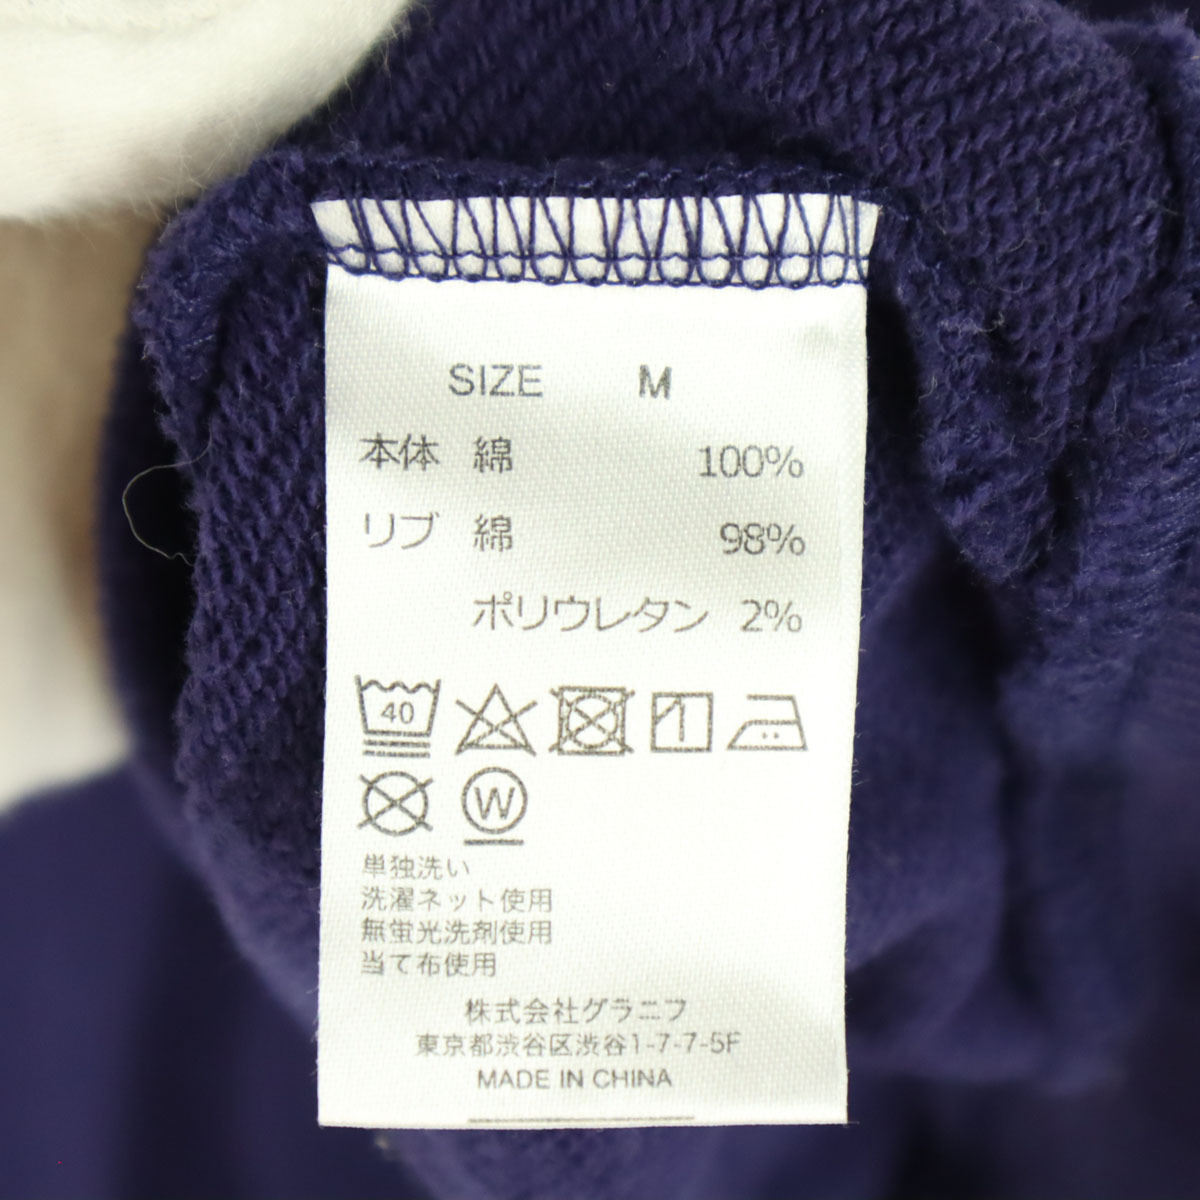 SIZE M
本体 綿 100%
リブ 綿 98%
ポリウレタン 2%
40
W
単独洗い
洗濯ネット使用
無蛍光洗剤使用
当て布使用
株式会社グラニフ
東京都渋谷区渋谷1-7-7-5F
MADE IN CHINA